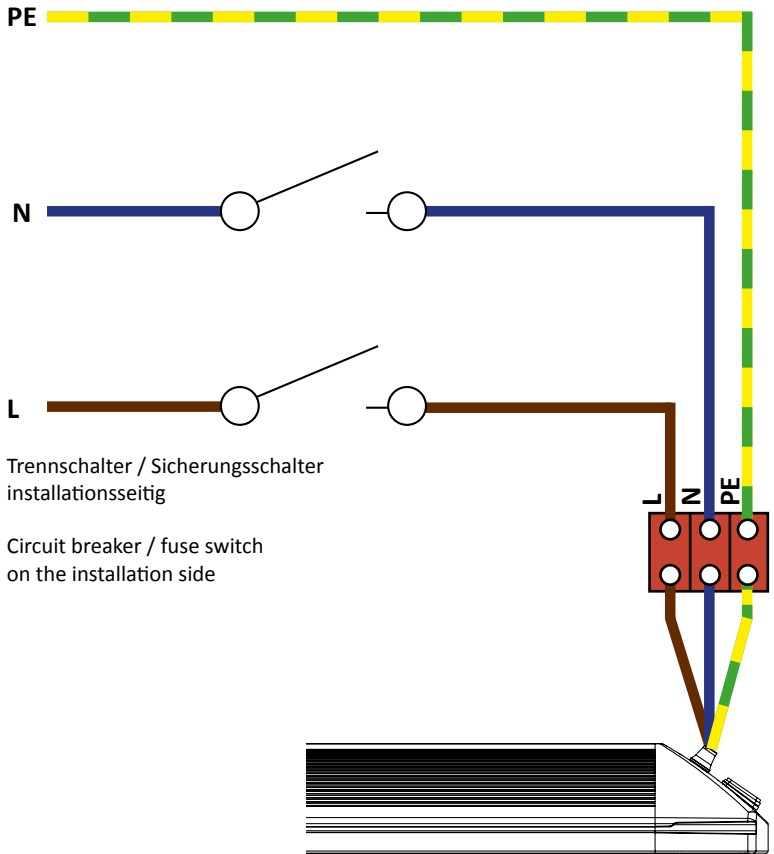 PE
N
L
Trennschalter / Sicherungsschalter
installationsseitig
Circuit breaker / fuse switch
on the installation side
L
N
PE